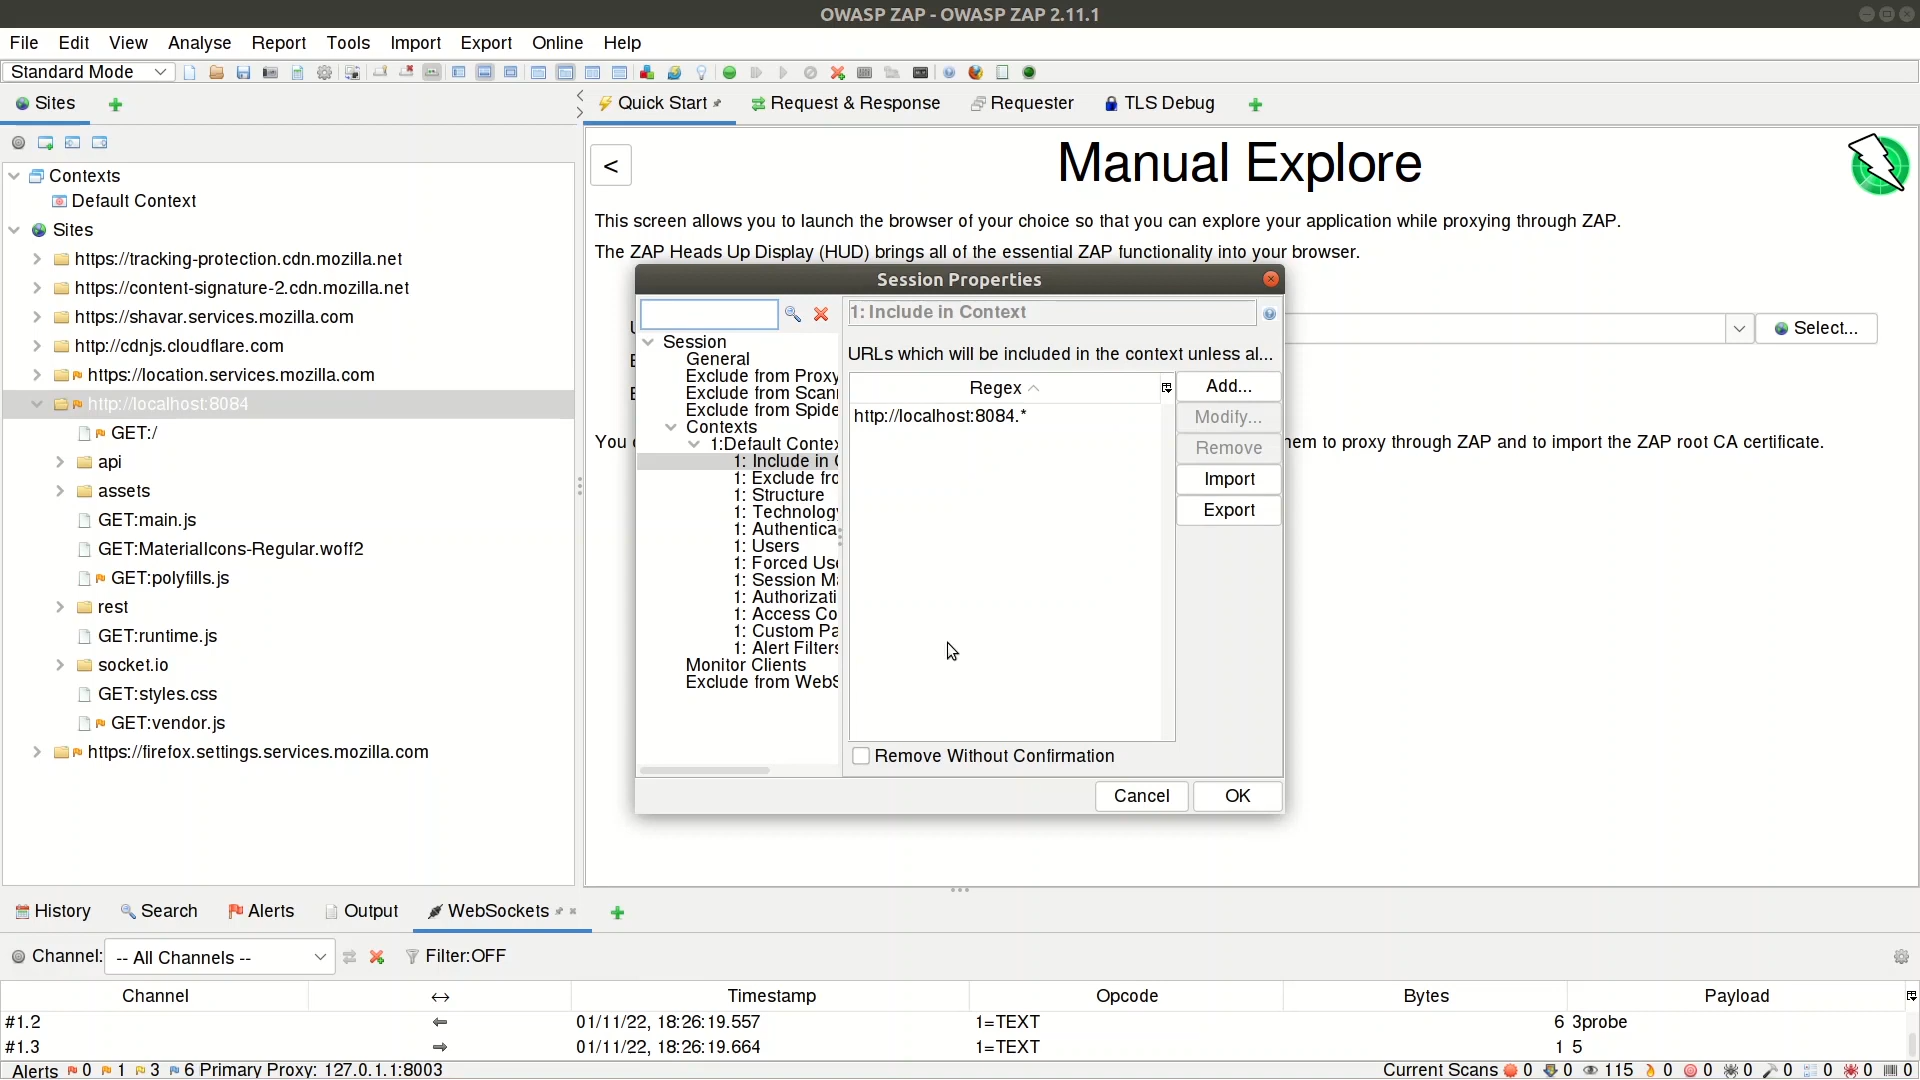 OWASP ZAP - OWASP ZAP 2.11.1
File Edit View Analyse Report Tools Import Export Online Help
Standard Mode
Sites
Quick Start
Request & Response
Requester
TLS Debug
Contexts
Default Context
Sites
https://tracking-protection.cdn.mozilla.net
https://content-signature-2.cdn.mozilla.net
https://shavar.services.mozilla.com
http://cdnjs.cloudflare.com
https://location.services.mozilla.com
http://localhost:8084
GET:/
api
assets
GET:main.js
GET:MaterialIcons-Regular.woff2
GET:polyfills.js
rest
GET:runtime.js
socket.io
GET:styles.css
GET:vendor.js
https://firefox.settings.services.mozilla.com
<
Manual Explore
This screen allows you to launch the browser of your choice so that you can explore your application while proxying through ZAP.
The ZAP Heads Up Display (HUD) brings all of the essential ZAP functionality into your browser.
Select...
You
hem to proxy through ZAP and to import the ZAP root CA certificate.
Session Properties
Session
General
Exclude from Proxy
Exclude from Scan
Exclude from Spide
Contexts
1:Default Contex
1: Include in C
1: Exclude fro
1: Structure
1: Technology
1: Authentica
1: Users
1: Forced Use
1: Session Ma
1: Authorizati
1: Access Co
1: Custom Pa
1: Alert Filters
Monitor Clients
Exclude from WebS
1: Include in Context
URLs which will be included in the context unless al...
Regex
http://localhost:8084.*
Add...
Modify...
Remove
Import
Export
Remove Without Confirmation
Cancel
OK
History
Search
Alerts
Output
WebSockets
Channel: -- All Channels --
Filter:OFF
Channel Timestamp Opcode Bytes Payload
#1.2 01/11/22, 18:26:19.557 1=TEXT 6 3probe
#1.3 01/11/22, 18:26:19.664 1=TEXT 1 5
Alerts 0 1 3 6 Primary Proxy: 127.0.1.1:8003
Current Scans 0 0 115 0 0 0 0 0 0 0